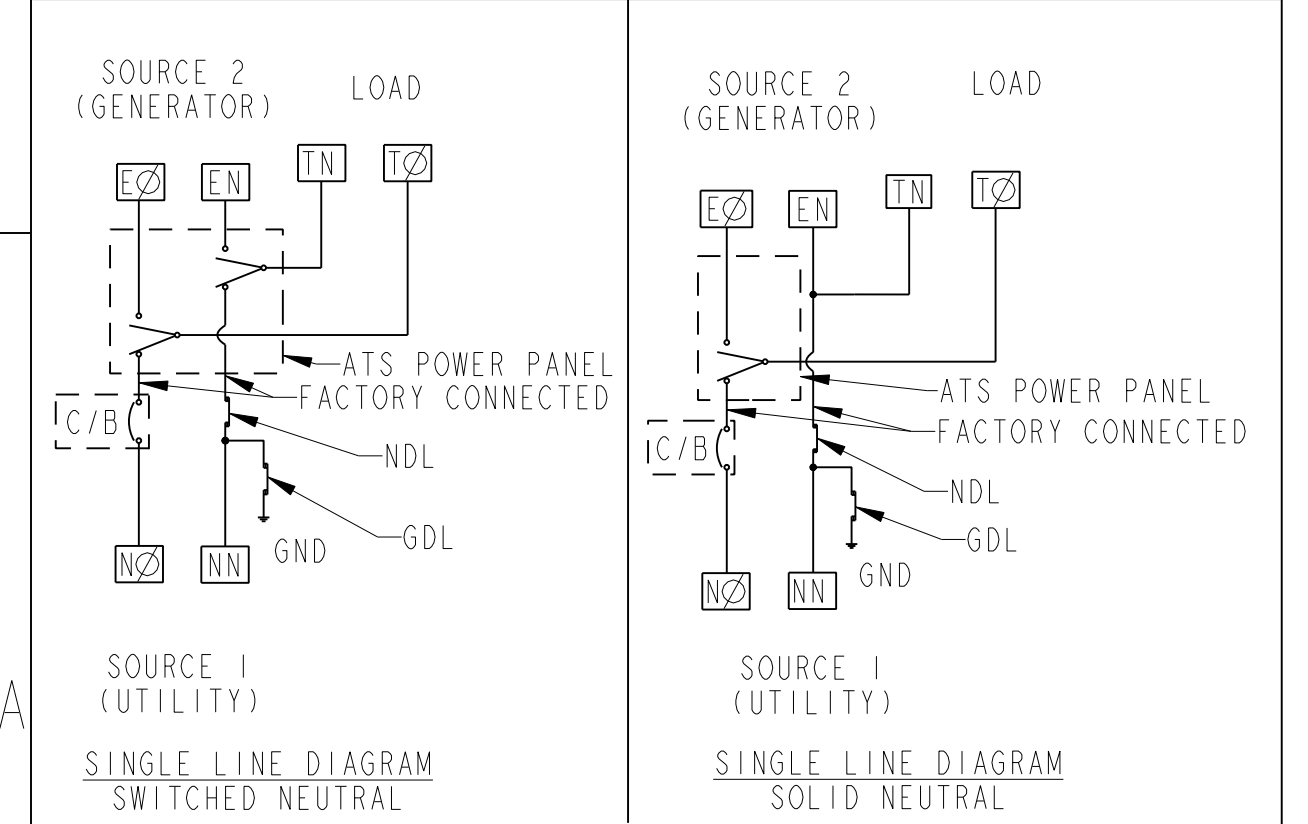 SOURCE 2
(GENERATOR)
LOAD
EØ
EN
TN
TØ
ATS POWER PANEL
FACTORY CONNECTED
C/B
NDL
GDL
GND
NØ
NN
SOURCE 1
(UTILITY)
SINGLE LINE DIAGRAM
SWITCHED NEUTRAL
SOURCE 2
(GENERATOR)
LOAD
EØ
EN
TN
TØ
ATS POWER PANEL
FACTORY CONNECTED
C/B
NDL
GDL
GND
NØ
NN
SOURCE 1
(UTILITY)
SINGLE LINE DIAGRAM
SOLID NEUTRAL
A